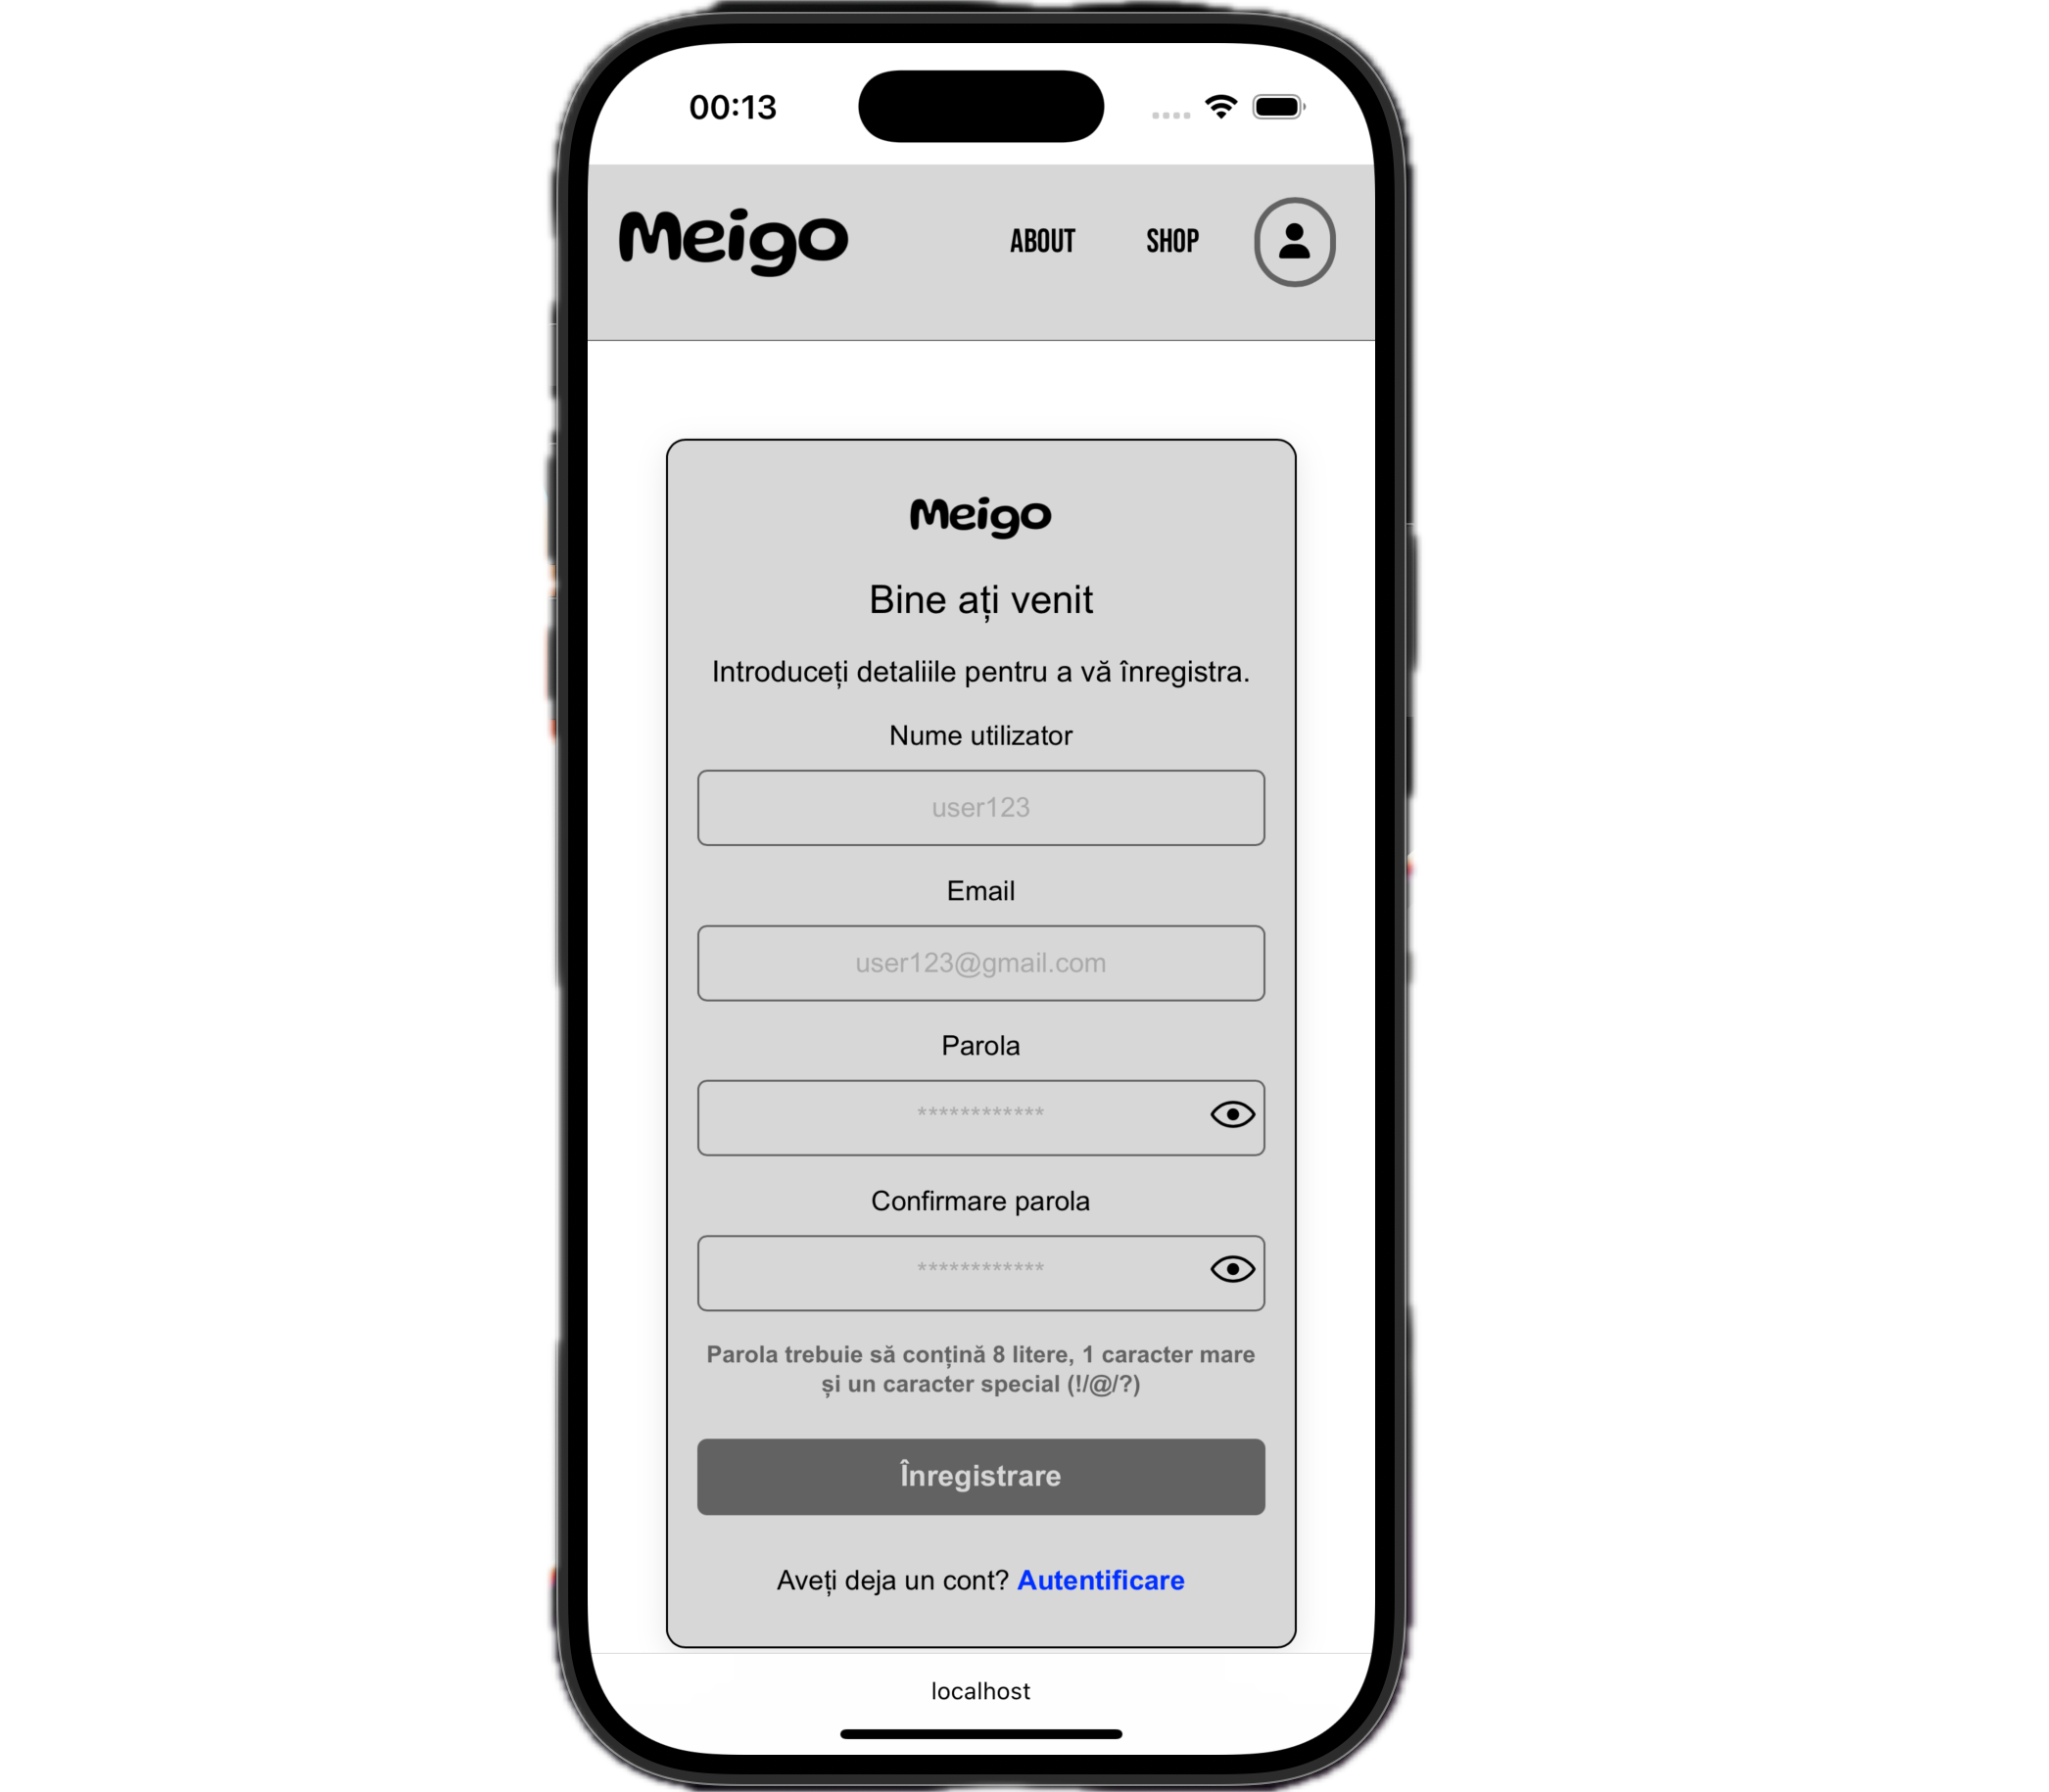 00:13
Meigo ABOUT SHOP
Meigo
Bine ați venit
Introduceți detaliile pentru a vă înregistra.
Nume utilizator
user123
Email
user123@gmail.com
Parola
************
Confirmare parola
************
Parola trebuie să conțină 8 litere, 1 caracter mare
și un caracter special (!/@/?)
Înregistrare
Aveți deja un cont? Autentificare
localhost